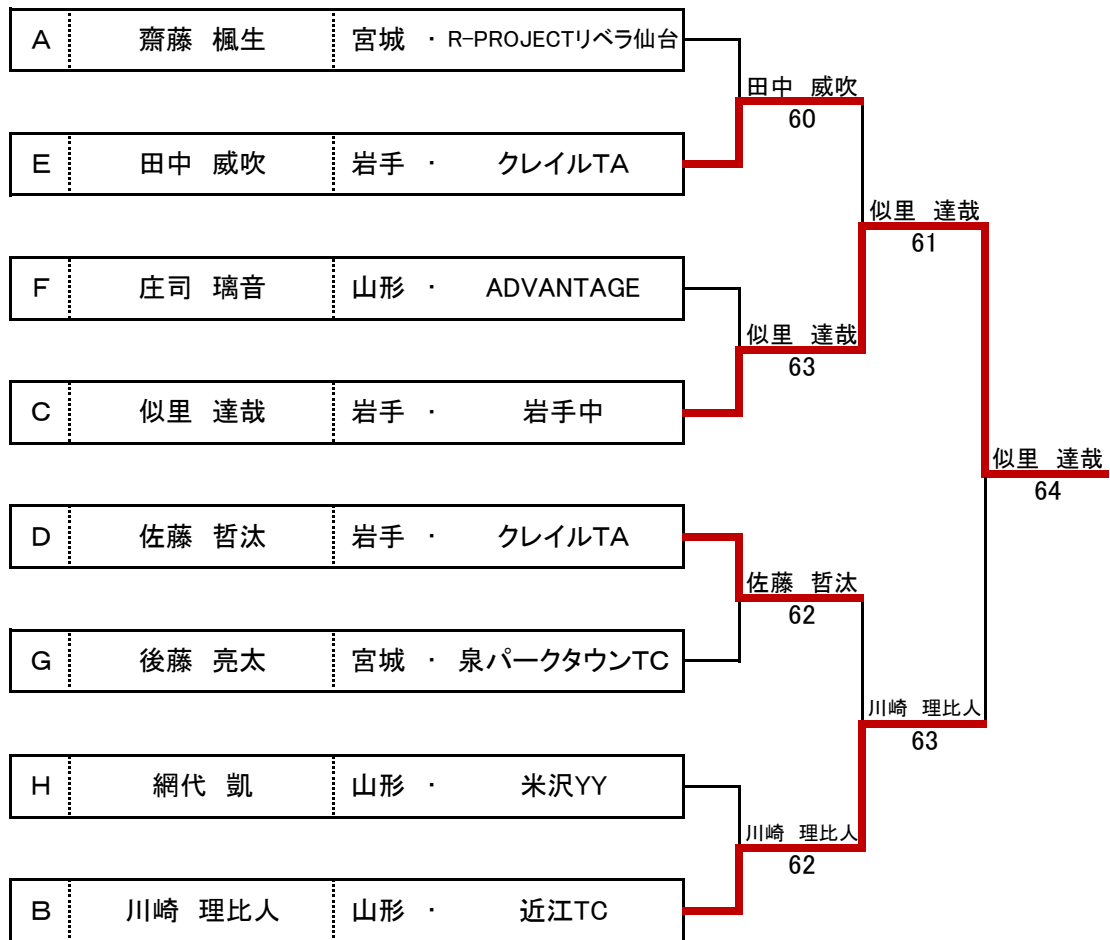 A 齋藤 楓生 宮城 ・ R-PROJECTリベラ仙台
田中 威吹
60
E 田中 威吹 岩手 ・ クレイルTA
似里 達哉
61
F 庄司 璃音 山形 ・ ADVANTAGE
似里 達哉
63
C 似里 達哉 岩手 ・ 岩手中
似里 達哉
64
D 佐藤 哲汰 岩手 ・ クレイルTA
佐藤 哲汰
62
G 後藤 亮太 宮城 ・ 泉パークタウンTC
川崎 理比人
63
H 網代 凱 山形 ・ 米沢YY
川崎 理比人
62
B 川崎 理比人 山形 ・ 近江TC